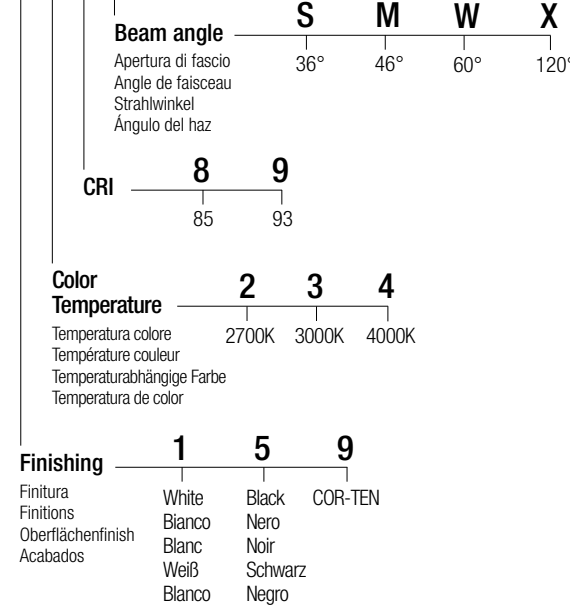 S M W X
Beam angle
36° 46° 60° 120°
Apertura di fascio
Angle de faisceau
Strahlwinkel
Ángulo del haz
8 9
CRI
85 93
Color
Temperature
2 3 4
2700K 3000K 4000K
Temperatura colore
Température couleur
Temperaturabhängige Farbe
Temperatura de color
1 5 9
Finishing
Finitura
Finitions
Oberflächenfinish
Acabados
White Black COR-TEN
Bianco Nero
Blanc Noir
Weiß Schwarz
Blanco Negro